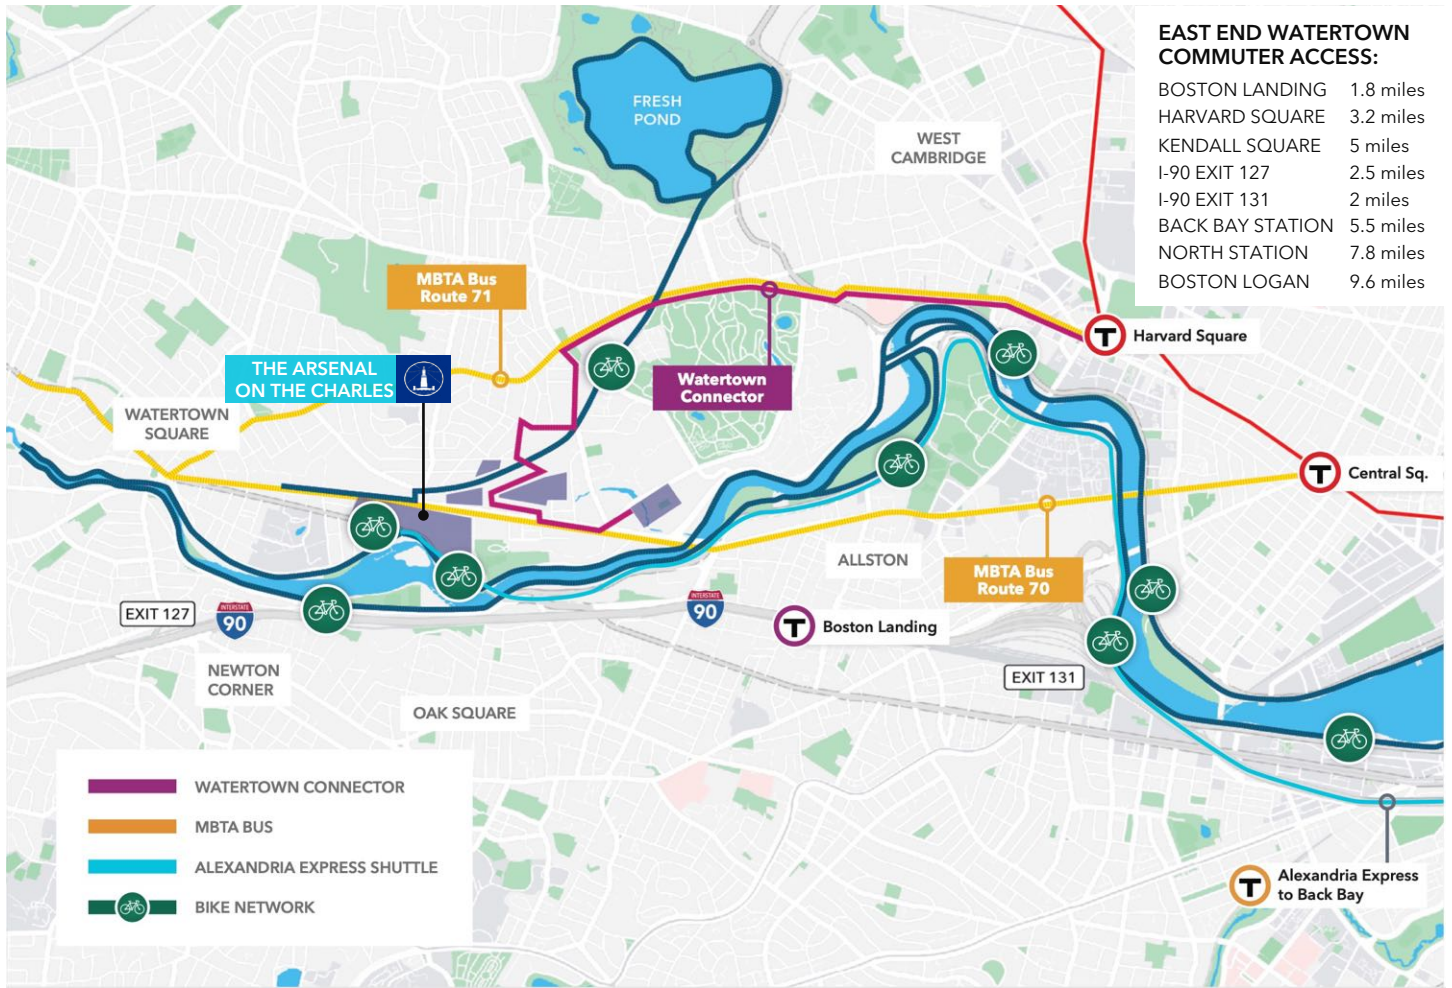 EAST END WATERTOWN
COMMUTER ACCESS:
BOSTON LANDING 1.8 miles
HARVARD SQUARE 3.2 miles
KENDALL SQUARE 5 miles
I-90 EXIT 127 2.5 miles
I-90 EXIT 131 2 miles
BACK BAY STATION 5.5 miles
NORTH STATION 7.8 miles
BOSTON LOGAN 9.6 miles
FRESH
POND
WEST
CAMBRIDGE
MBTA Bus
Route 71
T Harvard Square
THE ARSENAL
ON THE CHARLES
Watertown
Connector
WATERTOWN
SQUARE
T Central Sq.
ALLSTON
MBTA Bus
Route 70
EXIT 127
INTERSTATE
90
INTERSTATE
90
T Boston Landing
NEWTON
CORNER
EXIT 131
OAK SQUARE
WATERTOWN CONNECTOR
MBTA BUS
ALEXANDRIA EXPRESS SHUTTLE
BIKE NETWORK
T Alexandria Express
to Back Bay